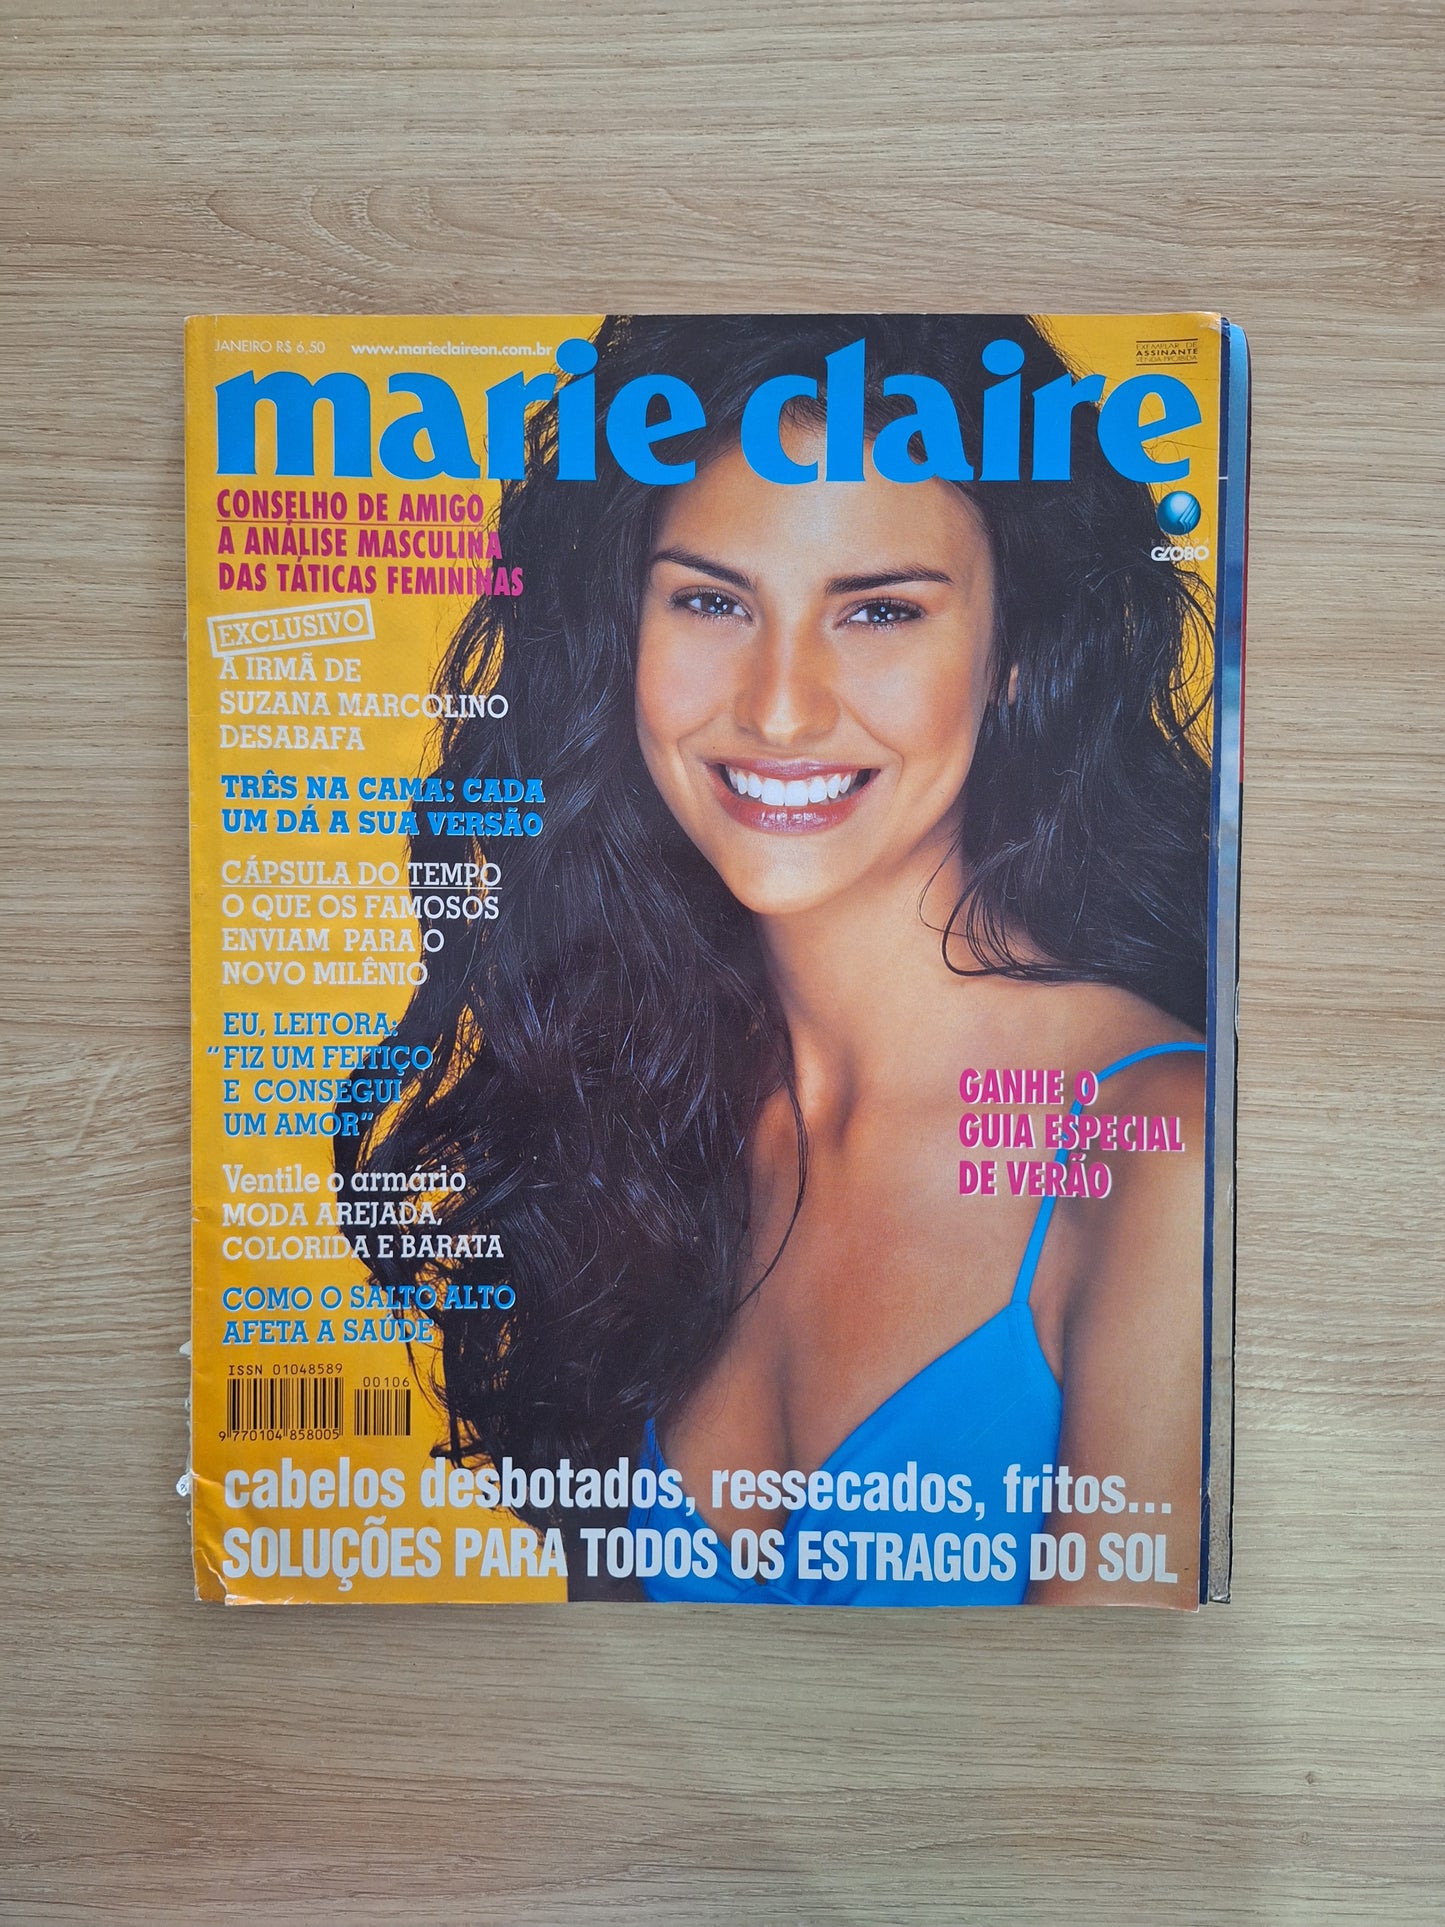 JANEIRO R$ 6,50 www.marieclaireon.com.br
EXEMPLAR DE
ASSINANTE
VENDA PROIBIDA
marie claire
EDITORA
GLOBO
CONSELHO DE AMIGO
A ANÁLISE MASCULINA
DAS TÁTICAS FEMININAS
EXCLUSIVO
A IRMÃ DE
SUZANA MARCOLINO
DESABAFA
TRÊS NA CAMA: CADA
UM DÁ A SUA VERSÃO
CÁPSULA DO TEMPO
O QUE OS FAMOSOS
ENVIAM PARA O
NOVO MILÊNIO
EU, LEITORA:
"FIZ UM FEITIÇO
E CONSEGUI
UM AMOR"
GANHE O
GUIA ESPECIAL
DE VERÃO
Ventile o armário
MODA AREJADA,
COLORIDA E BARATA
COMO O SALTO ALTO
AFETA A SAÚDE
ISSN 01048589
00106
9 770104 858005
cabelos desbotados, ressecados, fritos...
SOLUÇÕES PARA TODOS OS ESTRAGOS DO SOL